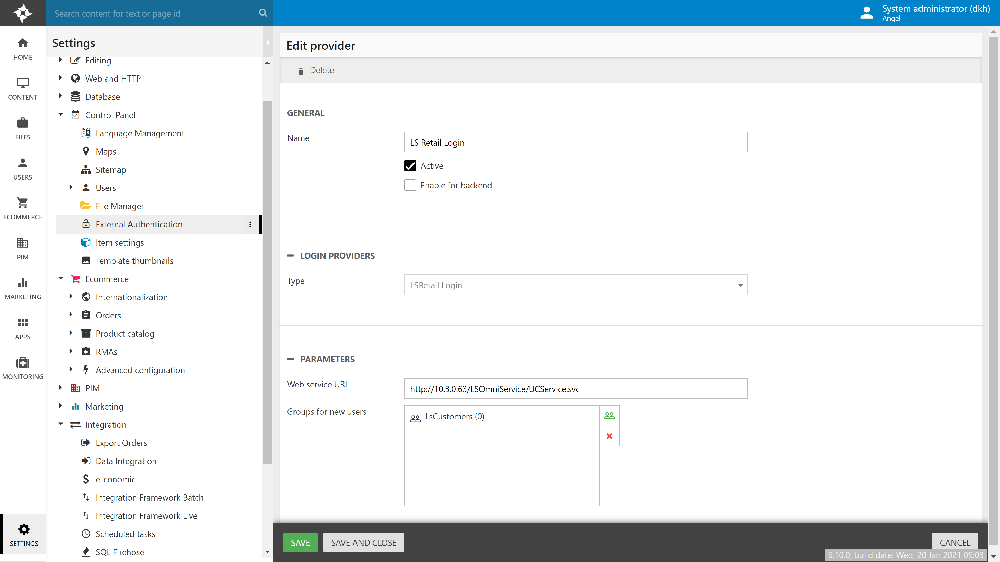 Search content for text or page id
System administrator (dkh)
Angel
HOME
CONTENT
FILES
USERS
ECOMMERCE
PIM
MARKETING
APPS
MONITORING
SETTINGS
Settings
Editing
Web and HTTP
Database
Control Panel
Language Management
Maps
Sitemap
Users
File Manager
External Authentication
Item settings
Template thumbnails
Ecommerce
Internationalization
Orders
Product catalog
RMAs
Advanced configuration
PIM
Marketing
Integration
Export Orders
Data Integration
e-conomic
Integration Framework Batch
Integration Framework Live
Scheduled tasks
SQL Firehose
Edit provider
Delete
GENERAL
Name
LS Retail Login
Active
Enable for backend
LOGIN PROVIDERS
Type
LSRetail Login
PARAMETERS
Web service URL
http://10.3.0.63/LSOmniService/UCService.svc
Groups for new users
LsCustomers (0)
SAVE
SAVE AND CLOSE
CANCEL
9.10.0, build date: Wed, 20 Jan 2021 09:03